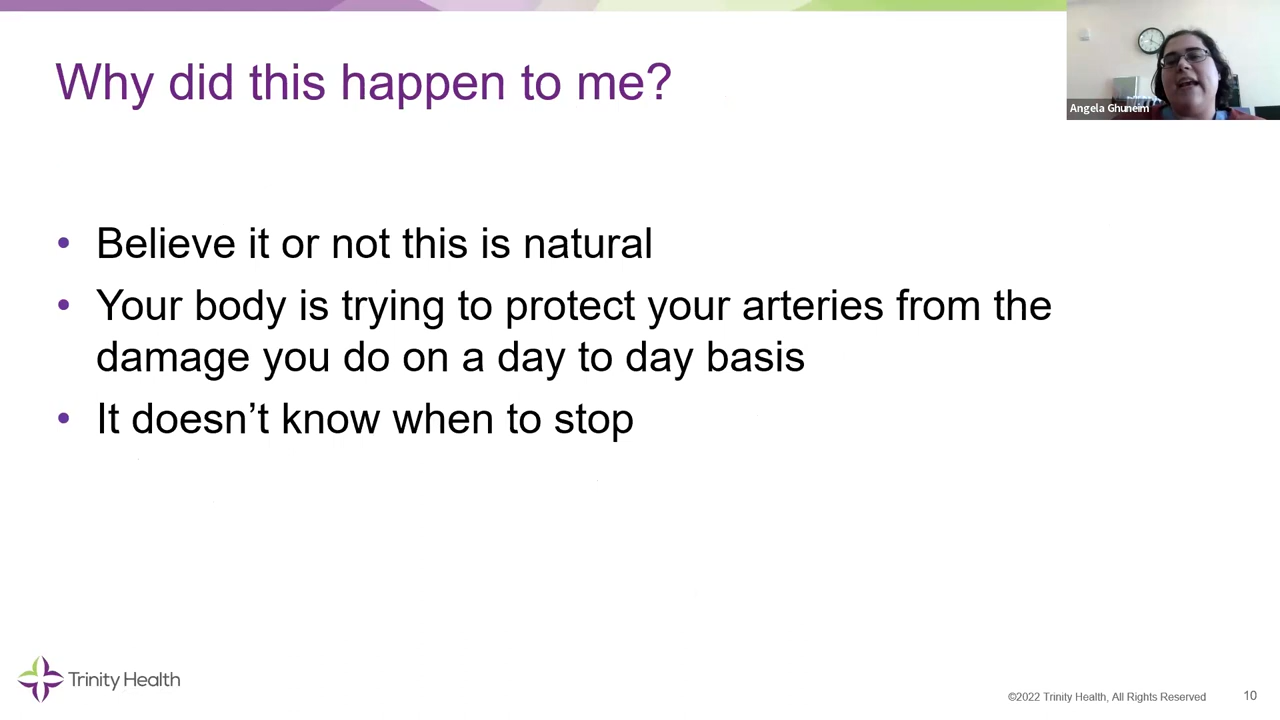 Why did this happen to me?
Angela Ghuneim
• Believe it or not this is natural
• Your body is trying to protect your arteries from the
damage you do on a day to day basis
• It doesn’t know when to stop
Trinity Health
©2022 Trinity Health, All Rights Reserved
10